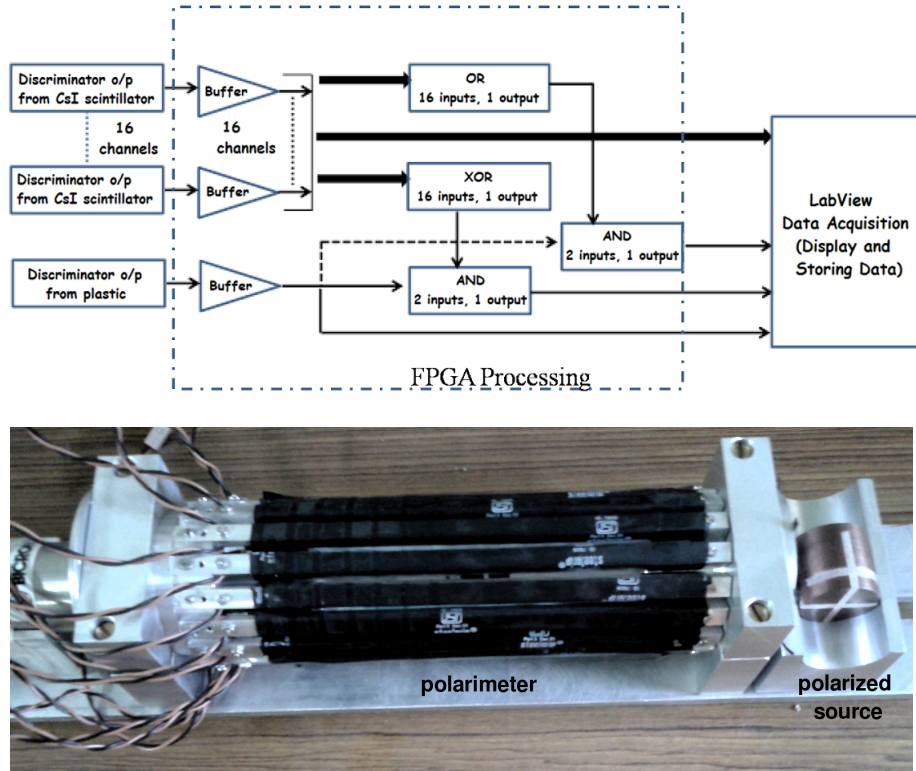 Discriminator o/p
from CsI scintillator
Buffer
OR
16 inputs, 1 output
16
channels
16
channels
Discriminator o/p
from CsI scintillator
Buffer
XOR
16 inputs, 1 output
LabView
Data Acquisition
(Display and
Storing Data)
AND
2 inputs, 1 output
Discriminator o/p
from plastic
Buffer
AND
2 inputs, 1 output
FPGA Processing
polarimeter
polarized
source